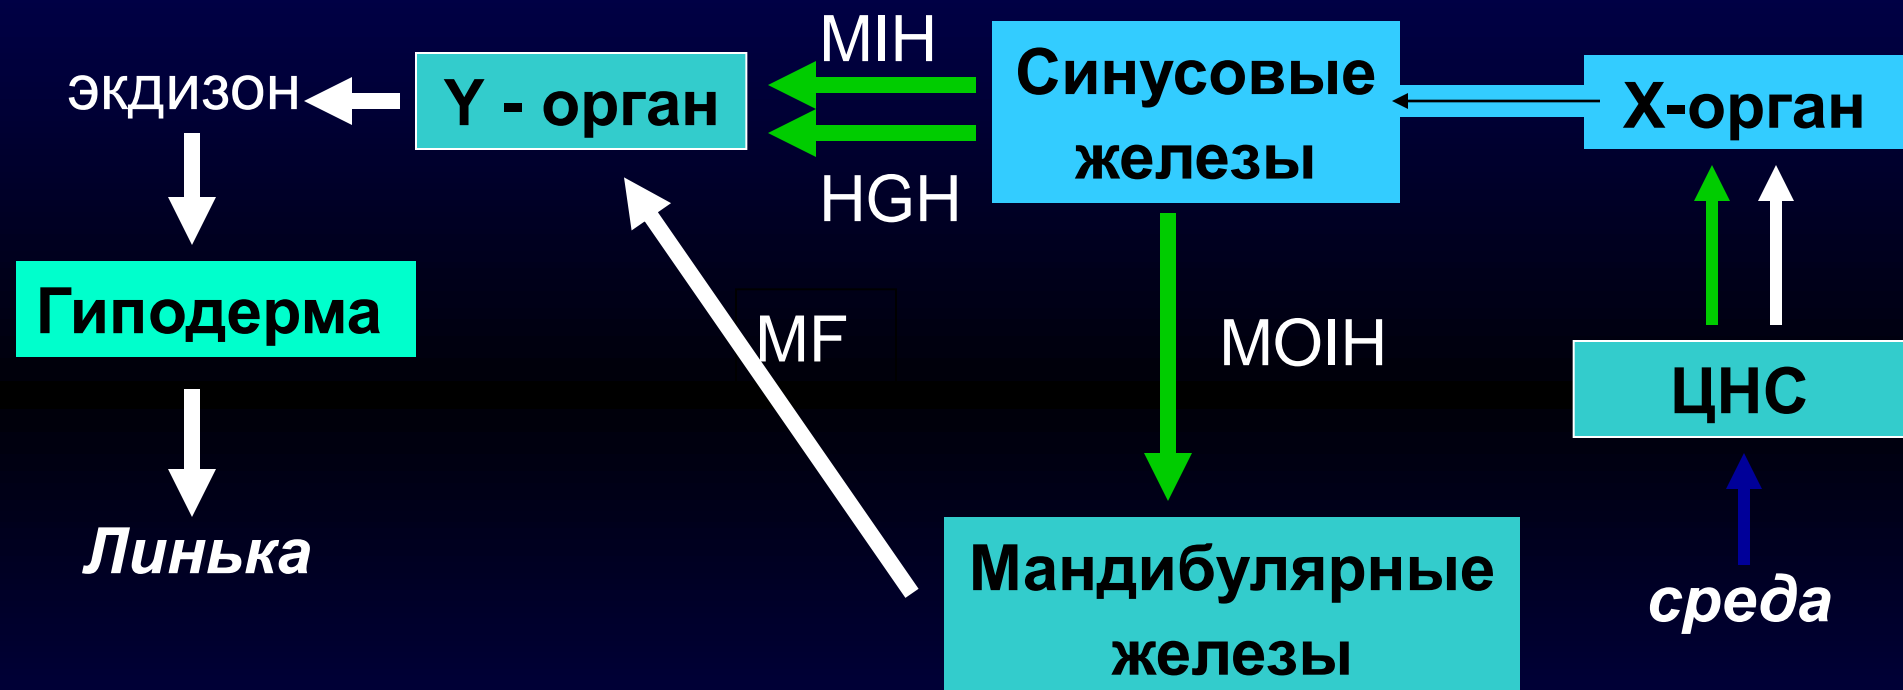 MIH
Синусовые
железы
экдизон
Y - орган
X-орган
HGH
Гиподерма
MF
MOIH
ЦНС
Линька
Мандибулярные
железы
среда